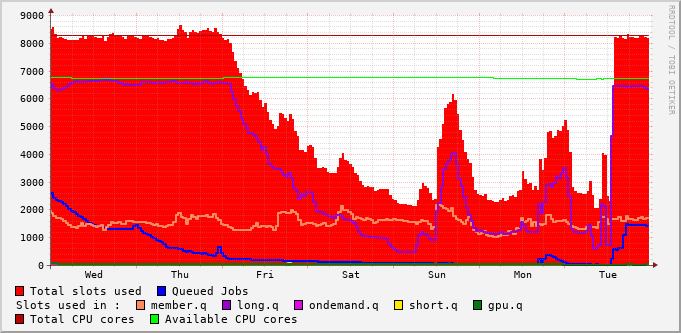 RRDTOOL / TOBI OETIKER
9000
8000
7000
6000
5000
4000
3000
2000
1000
0
Wed Thu Fri Sat Sun Mon Tue
Total slots used Queued Jobs
Slots used in : member.q long.q ondemand.q short.q gpu.q
Total CPU cores Available CPU cores